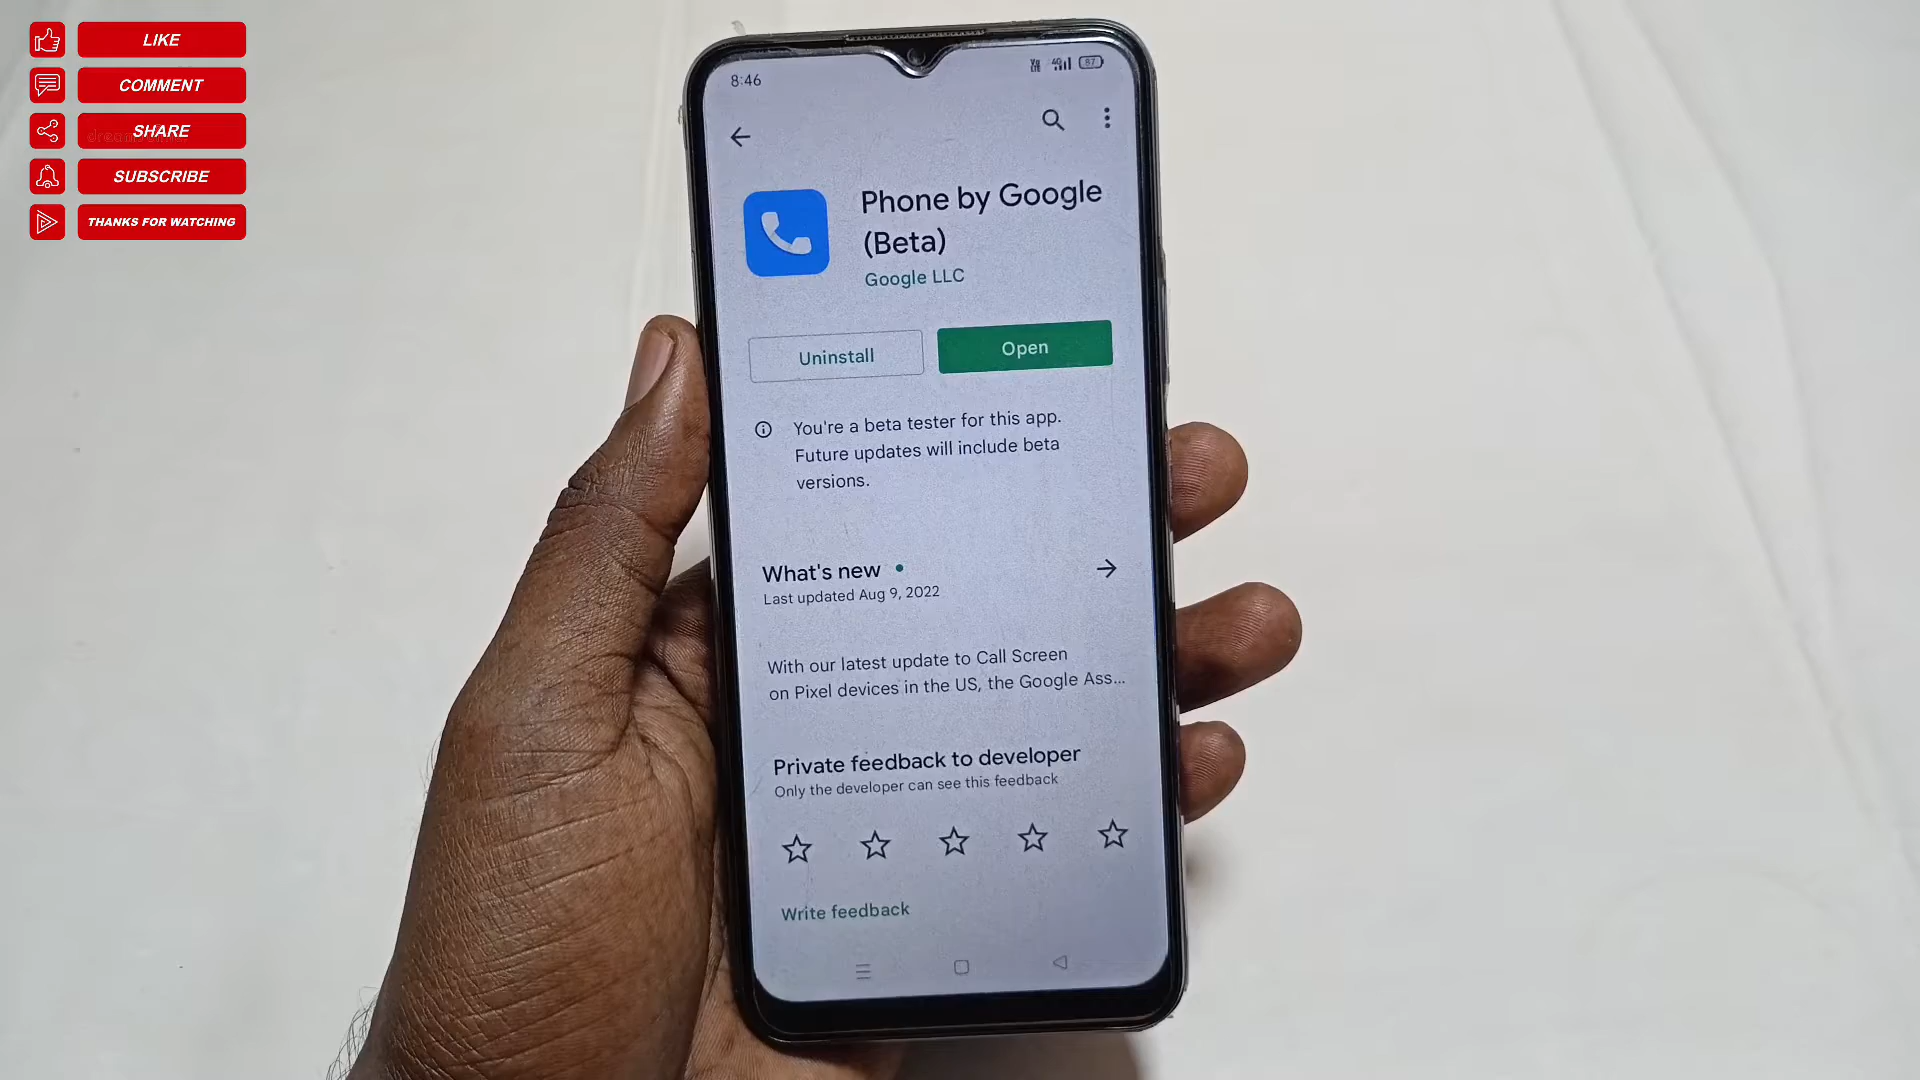 LIKE
COMMENT
SHARE
SUBSCRIBE
THANKS FOR WATCHING
8:46
87
Phone by Google
(Beta)
Google LLC
Uninstall
Open
You're a beta tester for this app.
Future updates will include beta
versions.
What's new
Last updated Aug 9, 2022
With our latest update to Call Screen
on Pixel devices in the US, the Google Ass...
Private feedback to developer
Only the developer can see this feedback
Write feedback